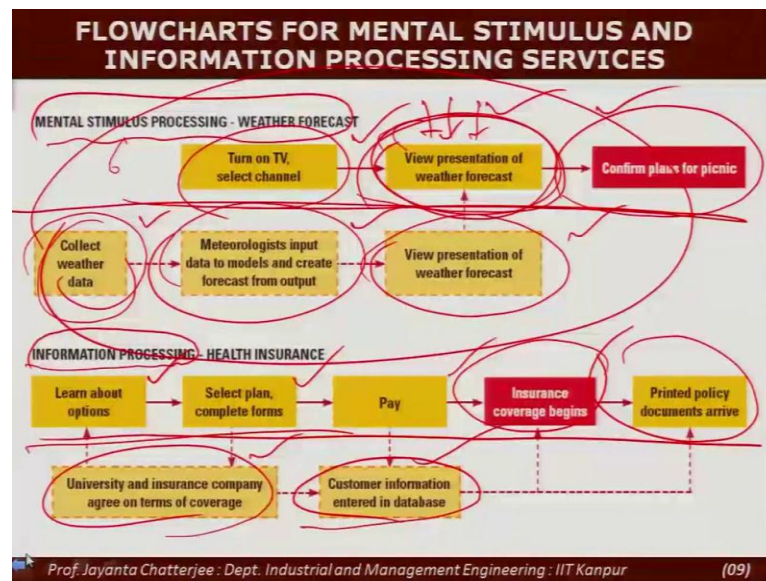 FLOWCHARTS FOR MENTAL STIMULUS AND
INFORMATION PROCESSING SERVICES
MENTAL STIMULUS PROCESSING - WEATHER FORECAST
Turn on TV,
select channel
View presentation of
weather forecast
Confirm plans for picnic
Collect
weather
data
Meteorologists input
data to models and create
forecast from output
View presentation of
weather forecast
INFORMATION PROCESSING - HEALTH INSURANCE
Learn about
options
Select plan,
complete forms
Pay
Insurance
coverage begins
Printed policy
documents arrive
University and insurance company
agree on terms of coverage
Customer information
entered in database
Prof. Jayanta Chatterjee : Dept. Industrial and Management Engineering : IIT Kanpur (09)